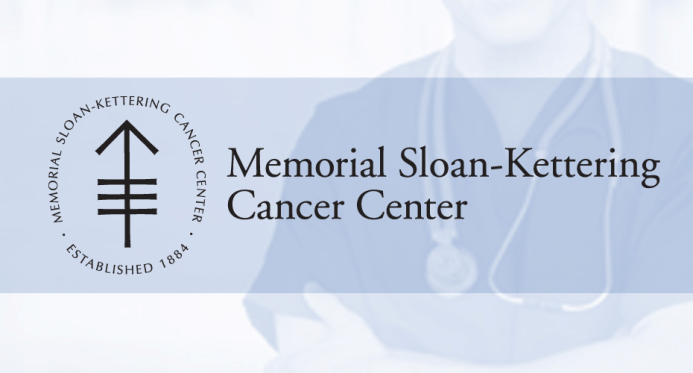 MEMORIAL SLOAN-KETTERING CANCER CENTER
· ESTABLISHED 1884 ·
Memorial Sloan-Kettering
Cancer Center